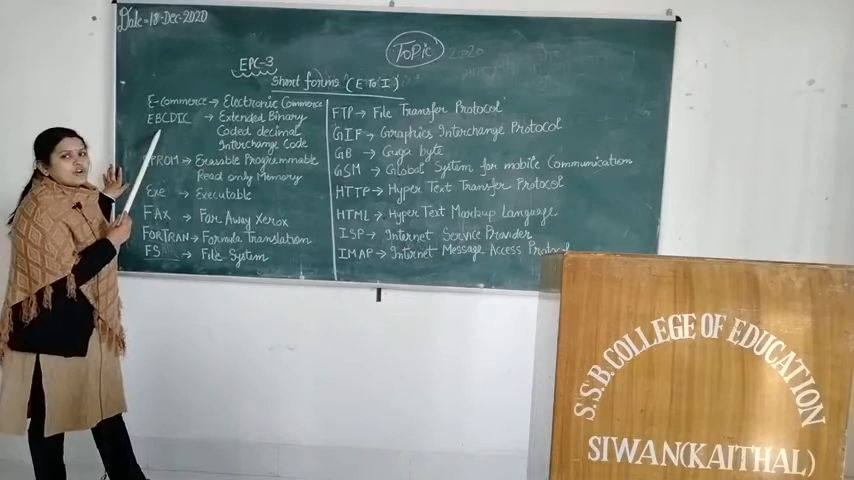 Date=18-Dec-2020
Topic
EPC-3
Short forms (E To I)
E-commerce → Electronic Commerce
EBCDIC → Extended Binary
Coded decimal
Interchange Code
PROM → Erasable Programmable
Read only Memory
Exe → Executable
FAX → Far Away Xerox
FORTRAN → Formula Translation
FS → File System
FTP → File Transfer Protocol
GIF → Graphics Interchange Protocol
GB → Giga byte
GSM → Global System for mobile Communication
HTTP → Hyper Text Transfer Protocol
HTML → Hyper Text Markup Language
ISP → Internet Service Provider
IMAP → Internet Message Access Protocol
S.S.B. COLLEGE OF EDUCATION
SIWAN(KAITHAL)